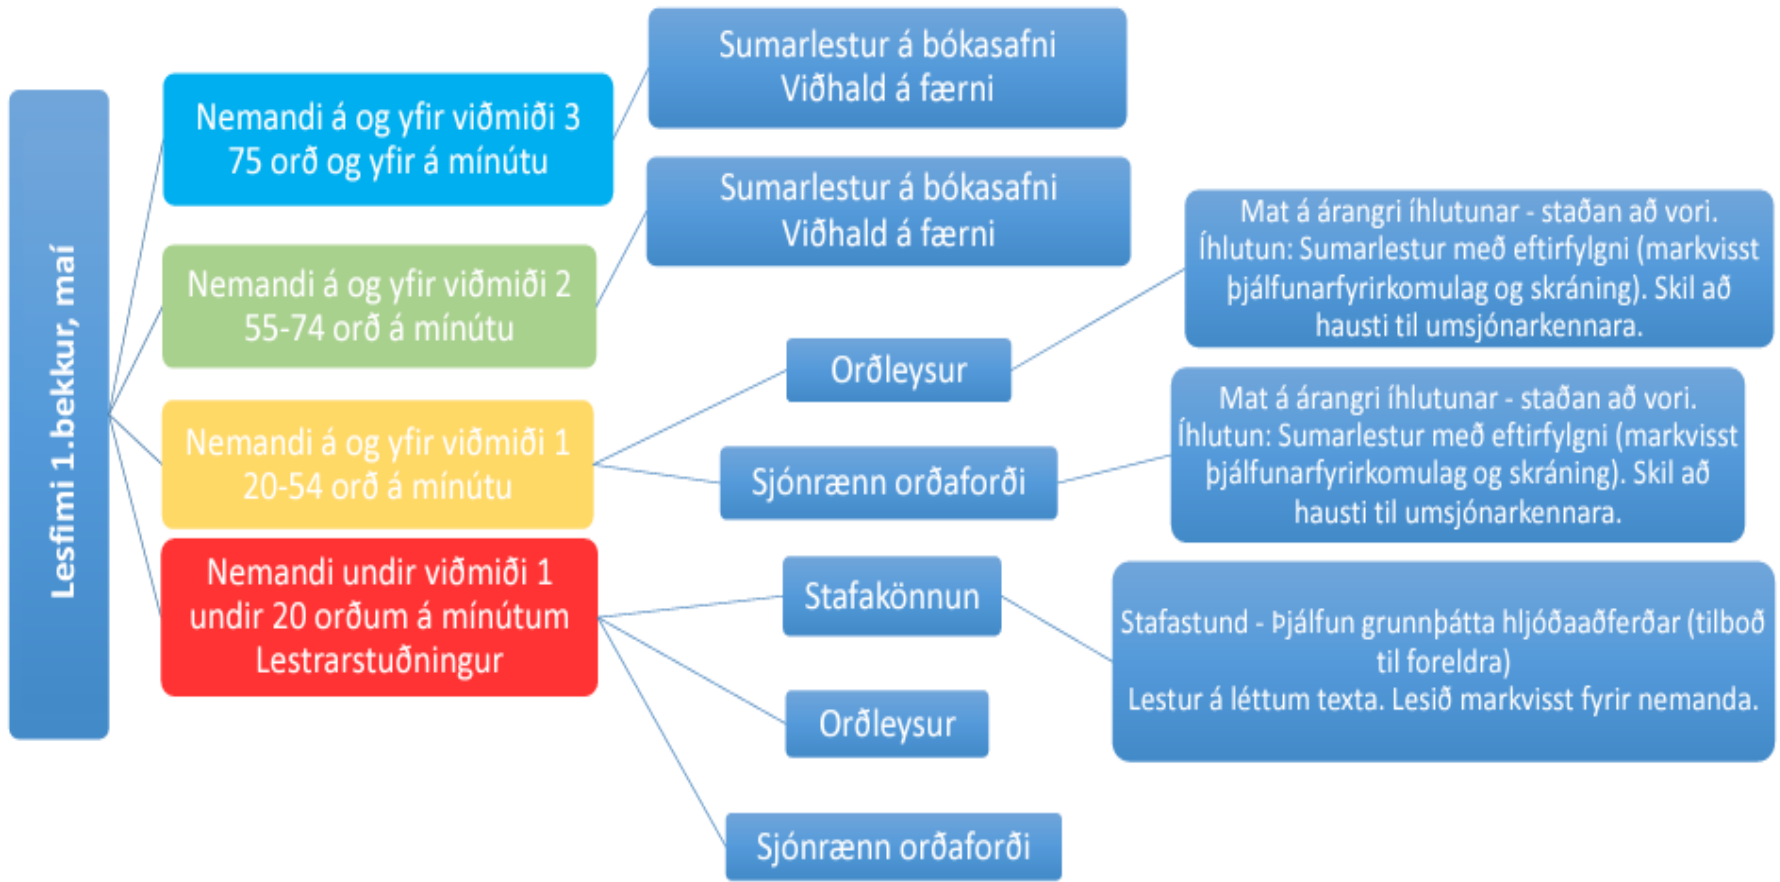 Lesfimi 1.bekkur, maí
Nemandi á og yfir viðmiði 3
75 orð og yfir á mínútu
Sumarlestur á bókasafni
Viðhald á færni
Nemandi á og yfir viðmiði 2
55-74 orð á mínútu
Sumarlestur á bókasafni
Viðhald á færni
Nemandi á og yfir viðmiði 1
20-54 orð á mínútu
Orðleysur
Mat á árangri íhlutunar - staðan að vori.
Íhlutun: Sumarlestur með eftirfylgni (markvisst
þjálfunarfyrirkomulag og skráning). Skil að
hausti til umsjónarkennara.
Sjónrænn orðaforði
Mat á árangri íhlutunar - staðan að vori.
Íhlutun: Sumarlestur með eftirfylgni (markvisst
þjálfunarfyrirkomulag og skráning). Skil að
hausti til umsjónarkennara.
Nemandi undir viðmiði 1
undir 20 orðum á mínútum
Lestrarstuðningur
Stafakönnun
Stafastund - Þjálfun grunnþátta hljóðaaðferðar (tilboð
til foreldra)
Lestur á léttum texta. Lesið markvisst fyrir nemanda.
Orðleysur
Sjónrænn orðaforði